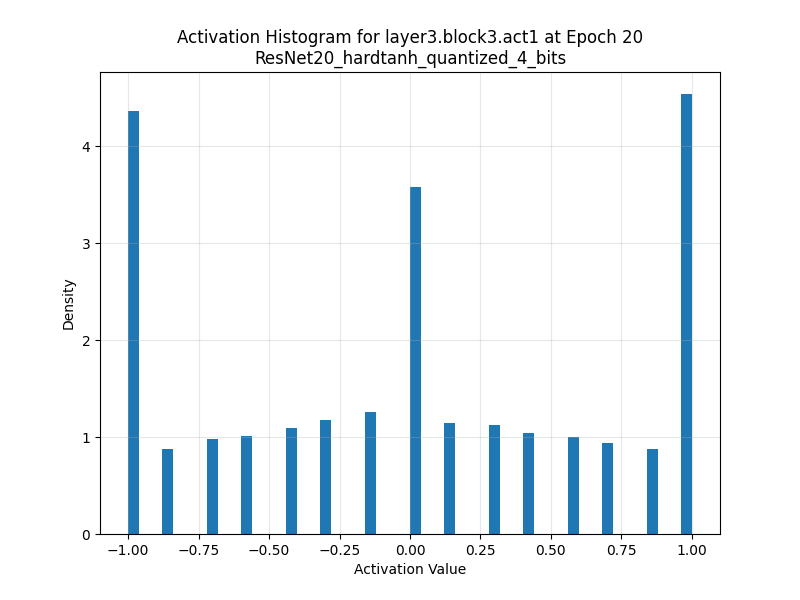 Activation Histogram for layer3.block3.act1 at Epoch 20
ResNet20_hardtanh_quantized_4_bits
Density
4
3
2
1
0
−1.00 −0.75 −0.50 −0.25 0.00 0.25 0.50 0.75 1.00
Activation Value